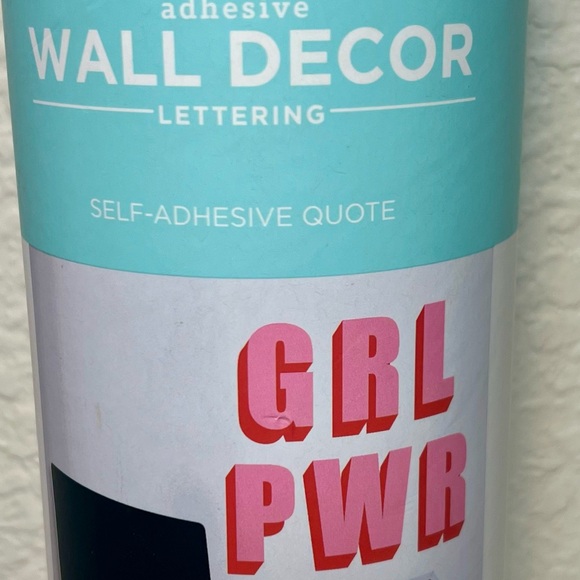 adhesive
WALL DECOR
LETTERING
SELF-ADHESIVE QUOTE
GRL
PWR